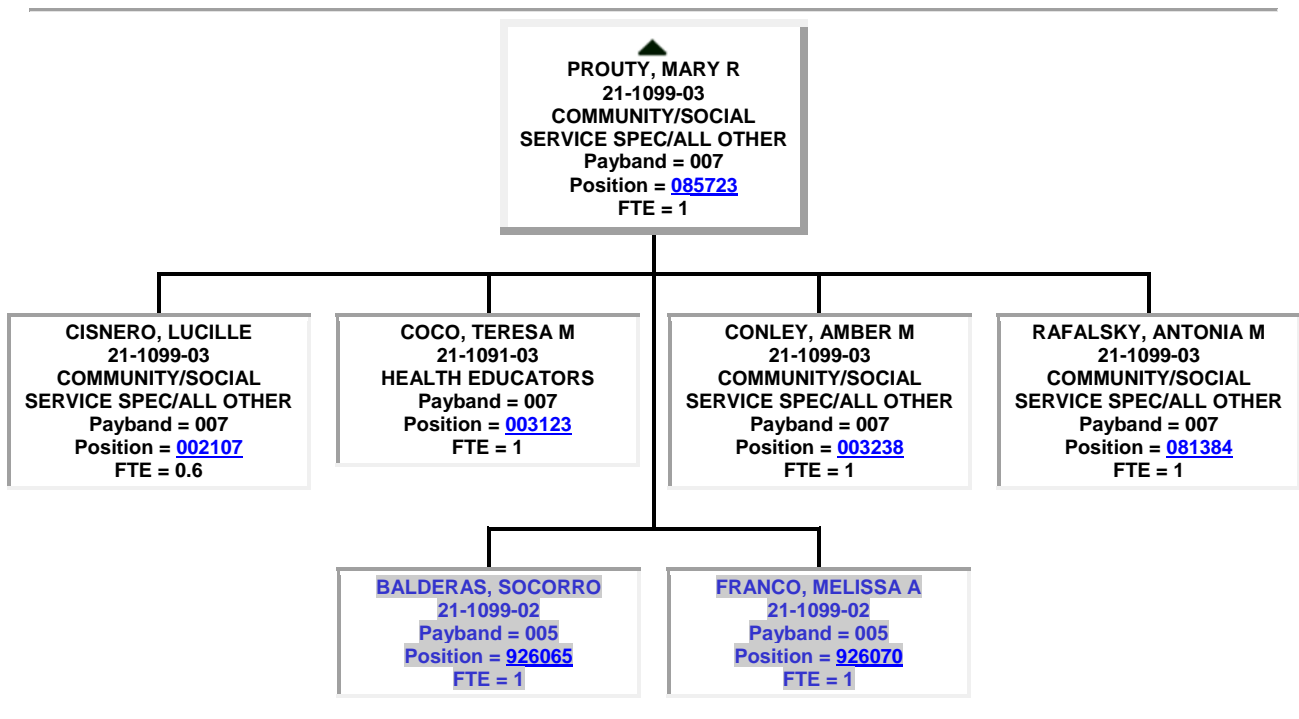 PROUTY, MARY R
21-1099-03
COMMUNITY/SOCIAL
SERVICE SPEC/ALL OTHER
Payband = 007
Position = 085723
FTE = 1
CISNERO, LUCILLE
21-1099-03
COMMUNITY/SOCIAL
SERVICE SPEC/ALL OTHER
Payband = 007
Position = 002107
FTE = 0.6
COCO, TERESA M
21-1091-03
HEALTH EDUCATORS
Payband = 007
Position = 003123
FTE = 1
CONLEY, AMBER M
21-1099-03
COMMUNITY/SOCIAL
SERVICE SPEC/ALL OTHER
Payband = 007
Position = 003238
FTE = 1
RAFALSKY, ANTONIA M
21-1099-03
COMMUNITY/SOCIAL
SERVICE SPEC/ALL OTHER
Payband = 007
Position = 081384
FTE = 1
BALDERAS, SOCORRO
21-1099-02
Payband = 005
Position = 926065
FTE = 1
FRANCO, MELISSA A
21-1099-02
Payband = 005
Position = 926070
FTE = 1